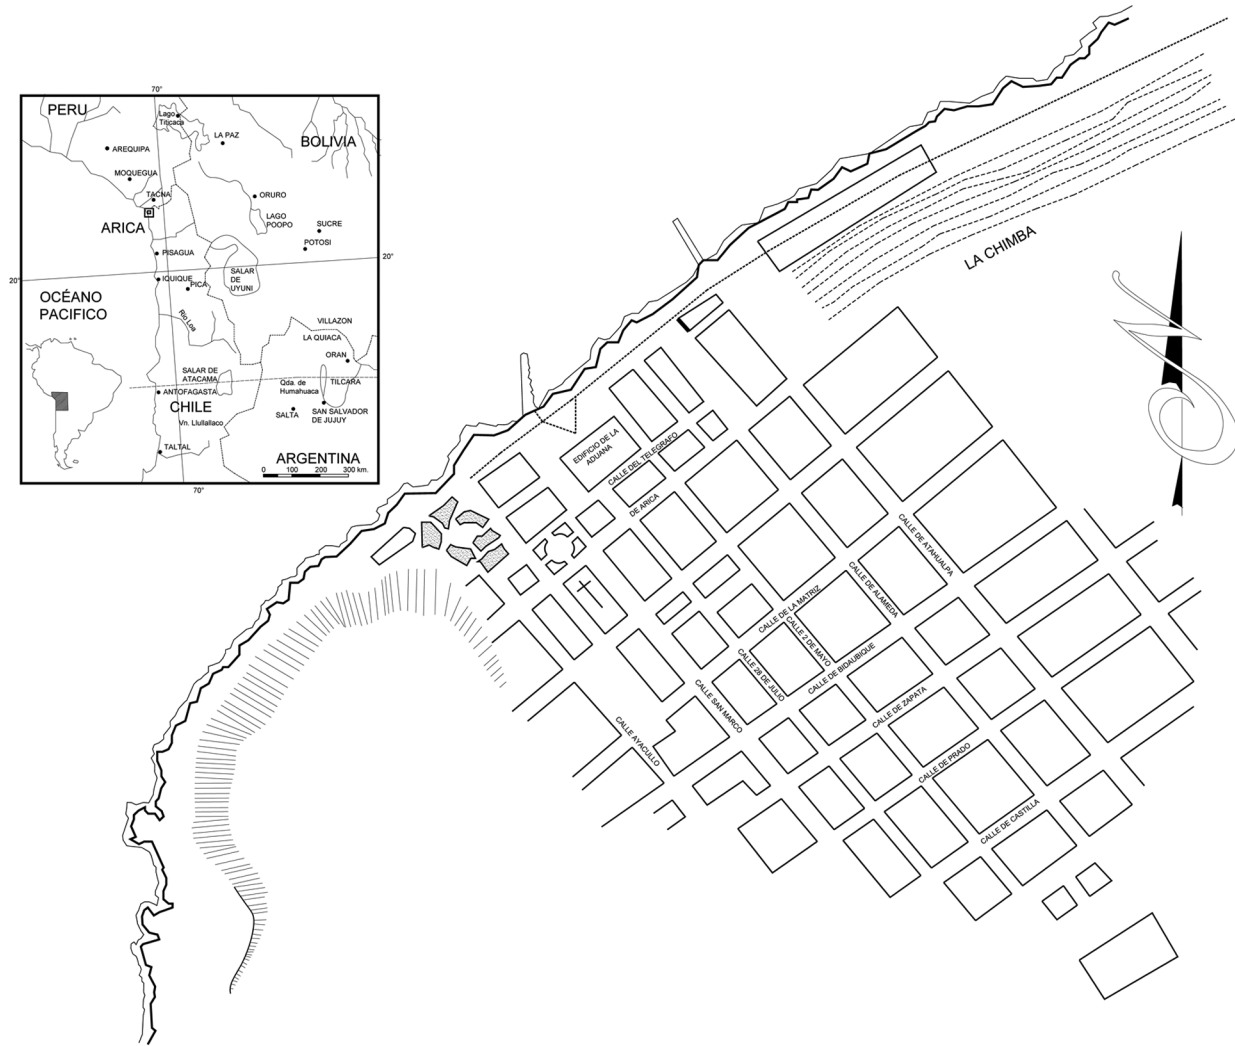 70°
PERU
Lago
Titicaca
LA PAZ
BOLIVIA
AREQUIPA
MOQUEGUA
TACNA
ORURO
ARICA
LAGO
POOPO
SUCRE
POTOSI
PISAGUA
20°
20°
IQUIQUE
PICA
SALAR
DE
UYUNI
OCÉANO
PACIFICO
Río Loa
VILLAZON
LA QUIACA
ORAN
SALAR DE
ATACAMA
Qda. de
Humahuaca
TILCARA
ANTOFAGASTA
CHILE
SALTA
SAN SALVADOR
DE JUJUY
Vn. Llullallaco
TALTAL
ARGENTINA
0 100 200 300 km.
70°
LA CHIMBA
N
EDIFICIO DE LA
ADUANA
CALLE DEL TELEGRAFO
DE ARICA
CALLE DE ATAHUALPA
CALLE DE ALAMEDA
CALLE DE LA MATRIZ
CALLE 2 DE MAYO
CALLE DE BIDAUBIQUE
CALLE 28 DE JULIO
CALLE SAN MARCO
CALLE DE ZAPATA
CALLE AYACULLO
CALLE DE PRADO
CALLE DE CASTILLA